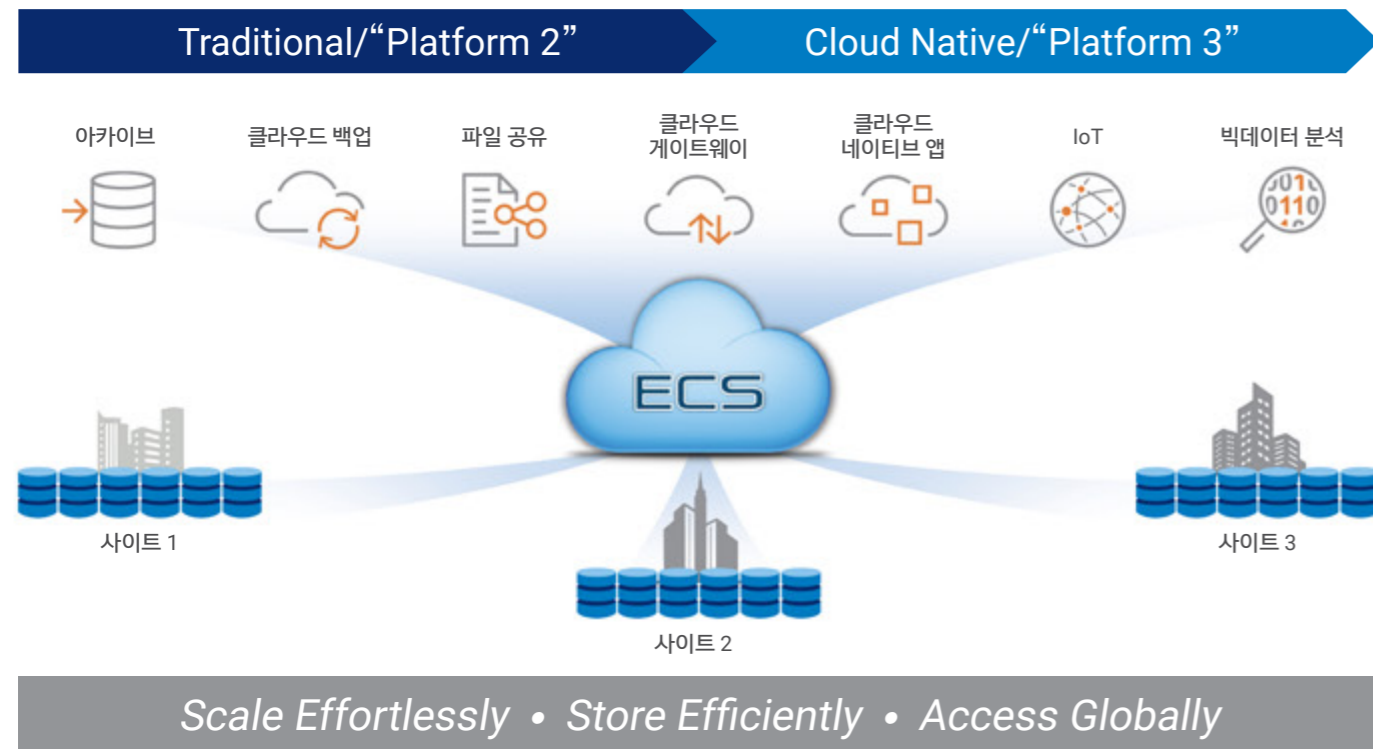 Traditional/“Platform 2”
Cloud Native/“Platform 3”
아카이브
클라우드 백업
파일 공유
클라우드
게이트웨이
클라우드
네이티브 앱
IoT
빅데이터 분석
0110
ECS
사이트 1
사이트 2
사이트 3
Scale Effortlessly • Store Efficiently • Access Globally